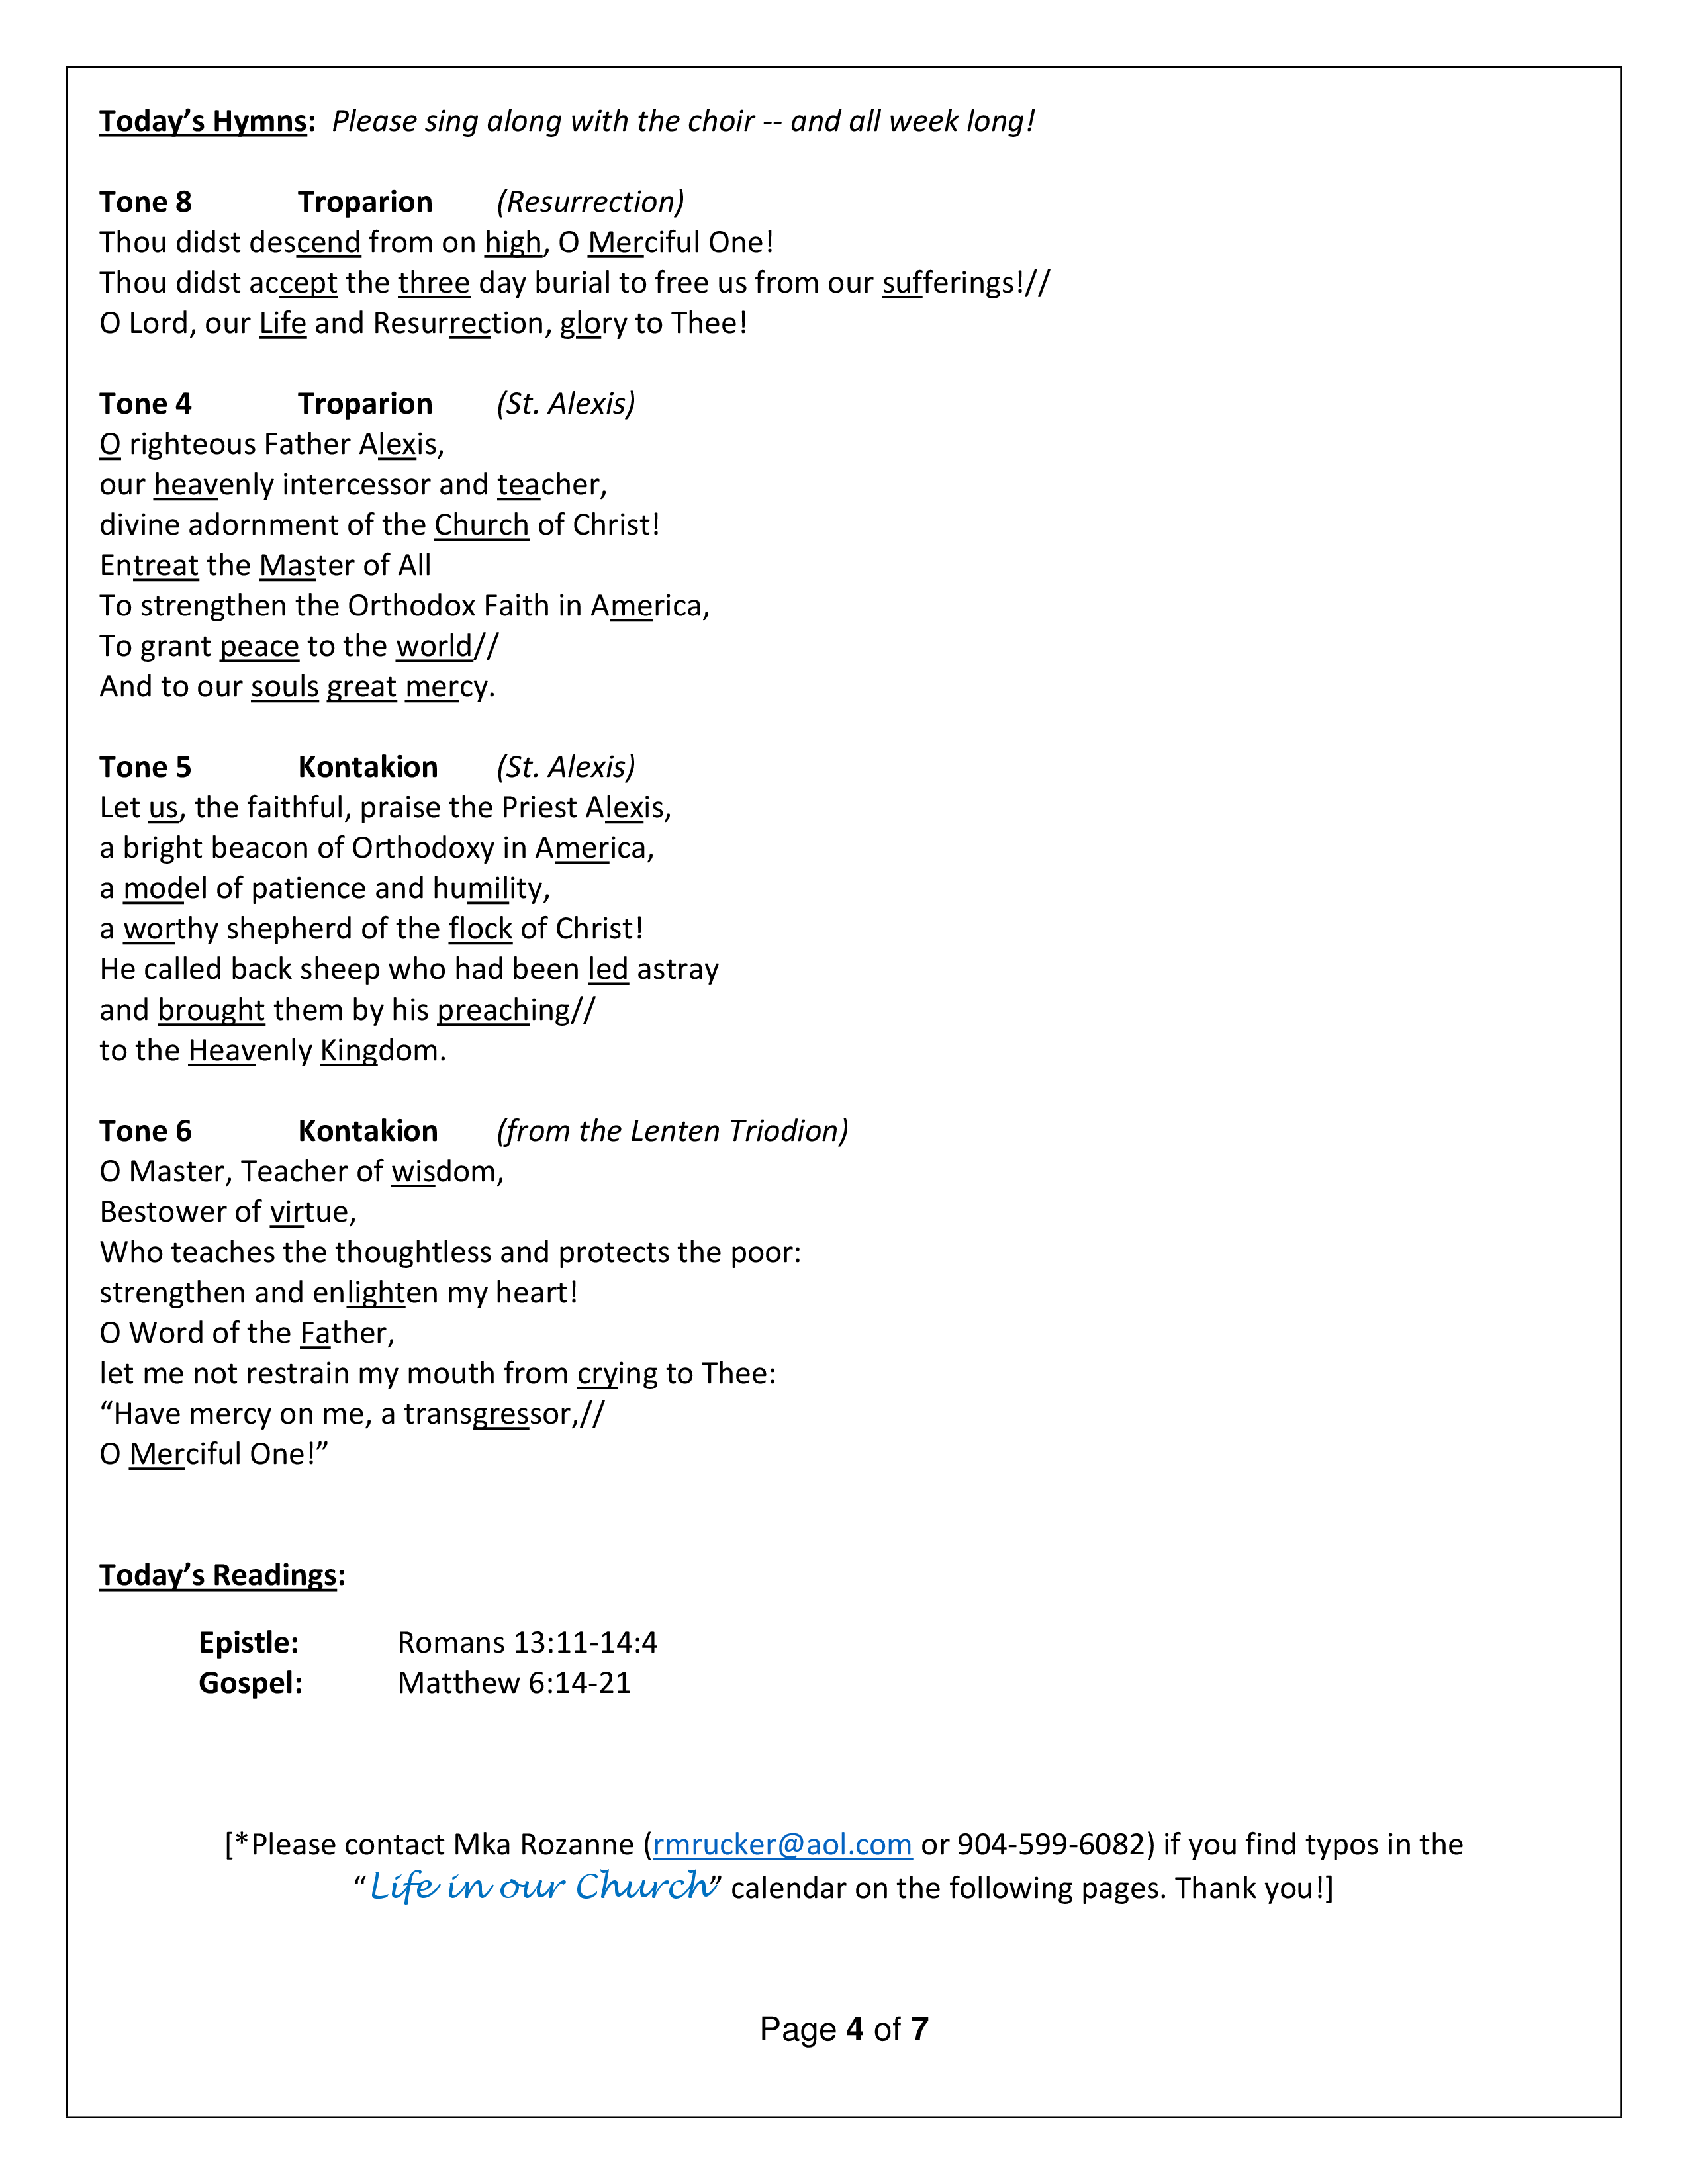 Today’s Hymns: Please sing along with the choir -- and all week long!
Tone 8 Troparion (Resurrection)
Thou didst descend from on high, O Merciful One!
Thou didst accept the three day burial to free us from our sufferings!//
O Lord, our Life and Resurrection, glory to Thee!
Tone 4 Troparion (St. Alexis)
O righteous Father Alexis,
our heavenly intercessor and teacher,
divine adornment of the Church of Christ!
Entreat the Master of All
To strengthen the Orthodox Faith in America,
To grant peace to the world//
And to our souls great mercy.
Tone 5 Kontakion (St. Alexis)
Let us, the faithful, praise the Priest Alexis,
a bright beacon of Orthodoxy in America,
a model of patience and humility,
a worthy shepherd of the flock of Christ!
He called back sheep who had been led astray
and brought them by his preaching//
to the Heavenly Kingdom.
Tone 6 Kontakion (from the Lenten Triodion)
O Master, Teacher of wisdom,
Bestower of virtue,
Who teaches the thoughtless and protects the poor:
strengthen and enlighten my heart!
O Word of the Father,
let me not restrain my mouth from crying to Thee:
“Have mercy on me, a transgressor,//
O Merciful One!”
Today’s Readings:
Epistle: Romans 13:11-14:4
Gospel: Matthew 6:14-21
[*Please contact Mka Rozanne (rmrucker@aol.com or 904-599-6082) if you find typos in the
“Life in our Church” calendar on the following pages. Thank you!]
Page 4 of 7